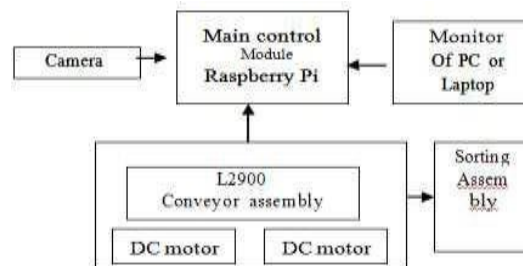 Main control
Module
Raspberry Pi
Camera
Monitor
Of PC or
Laptop
L2900
Conveyor assembly
DC motor
DC motor
Sorting
Assem
bly